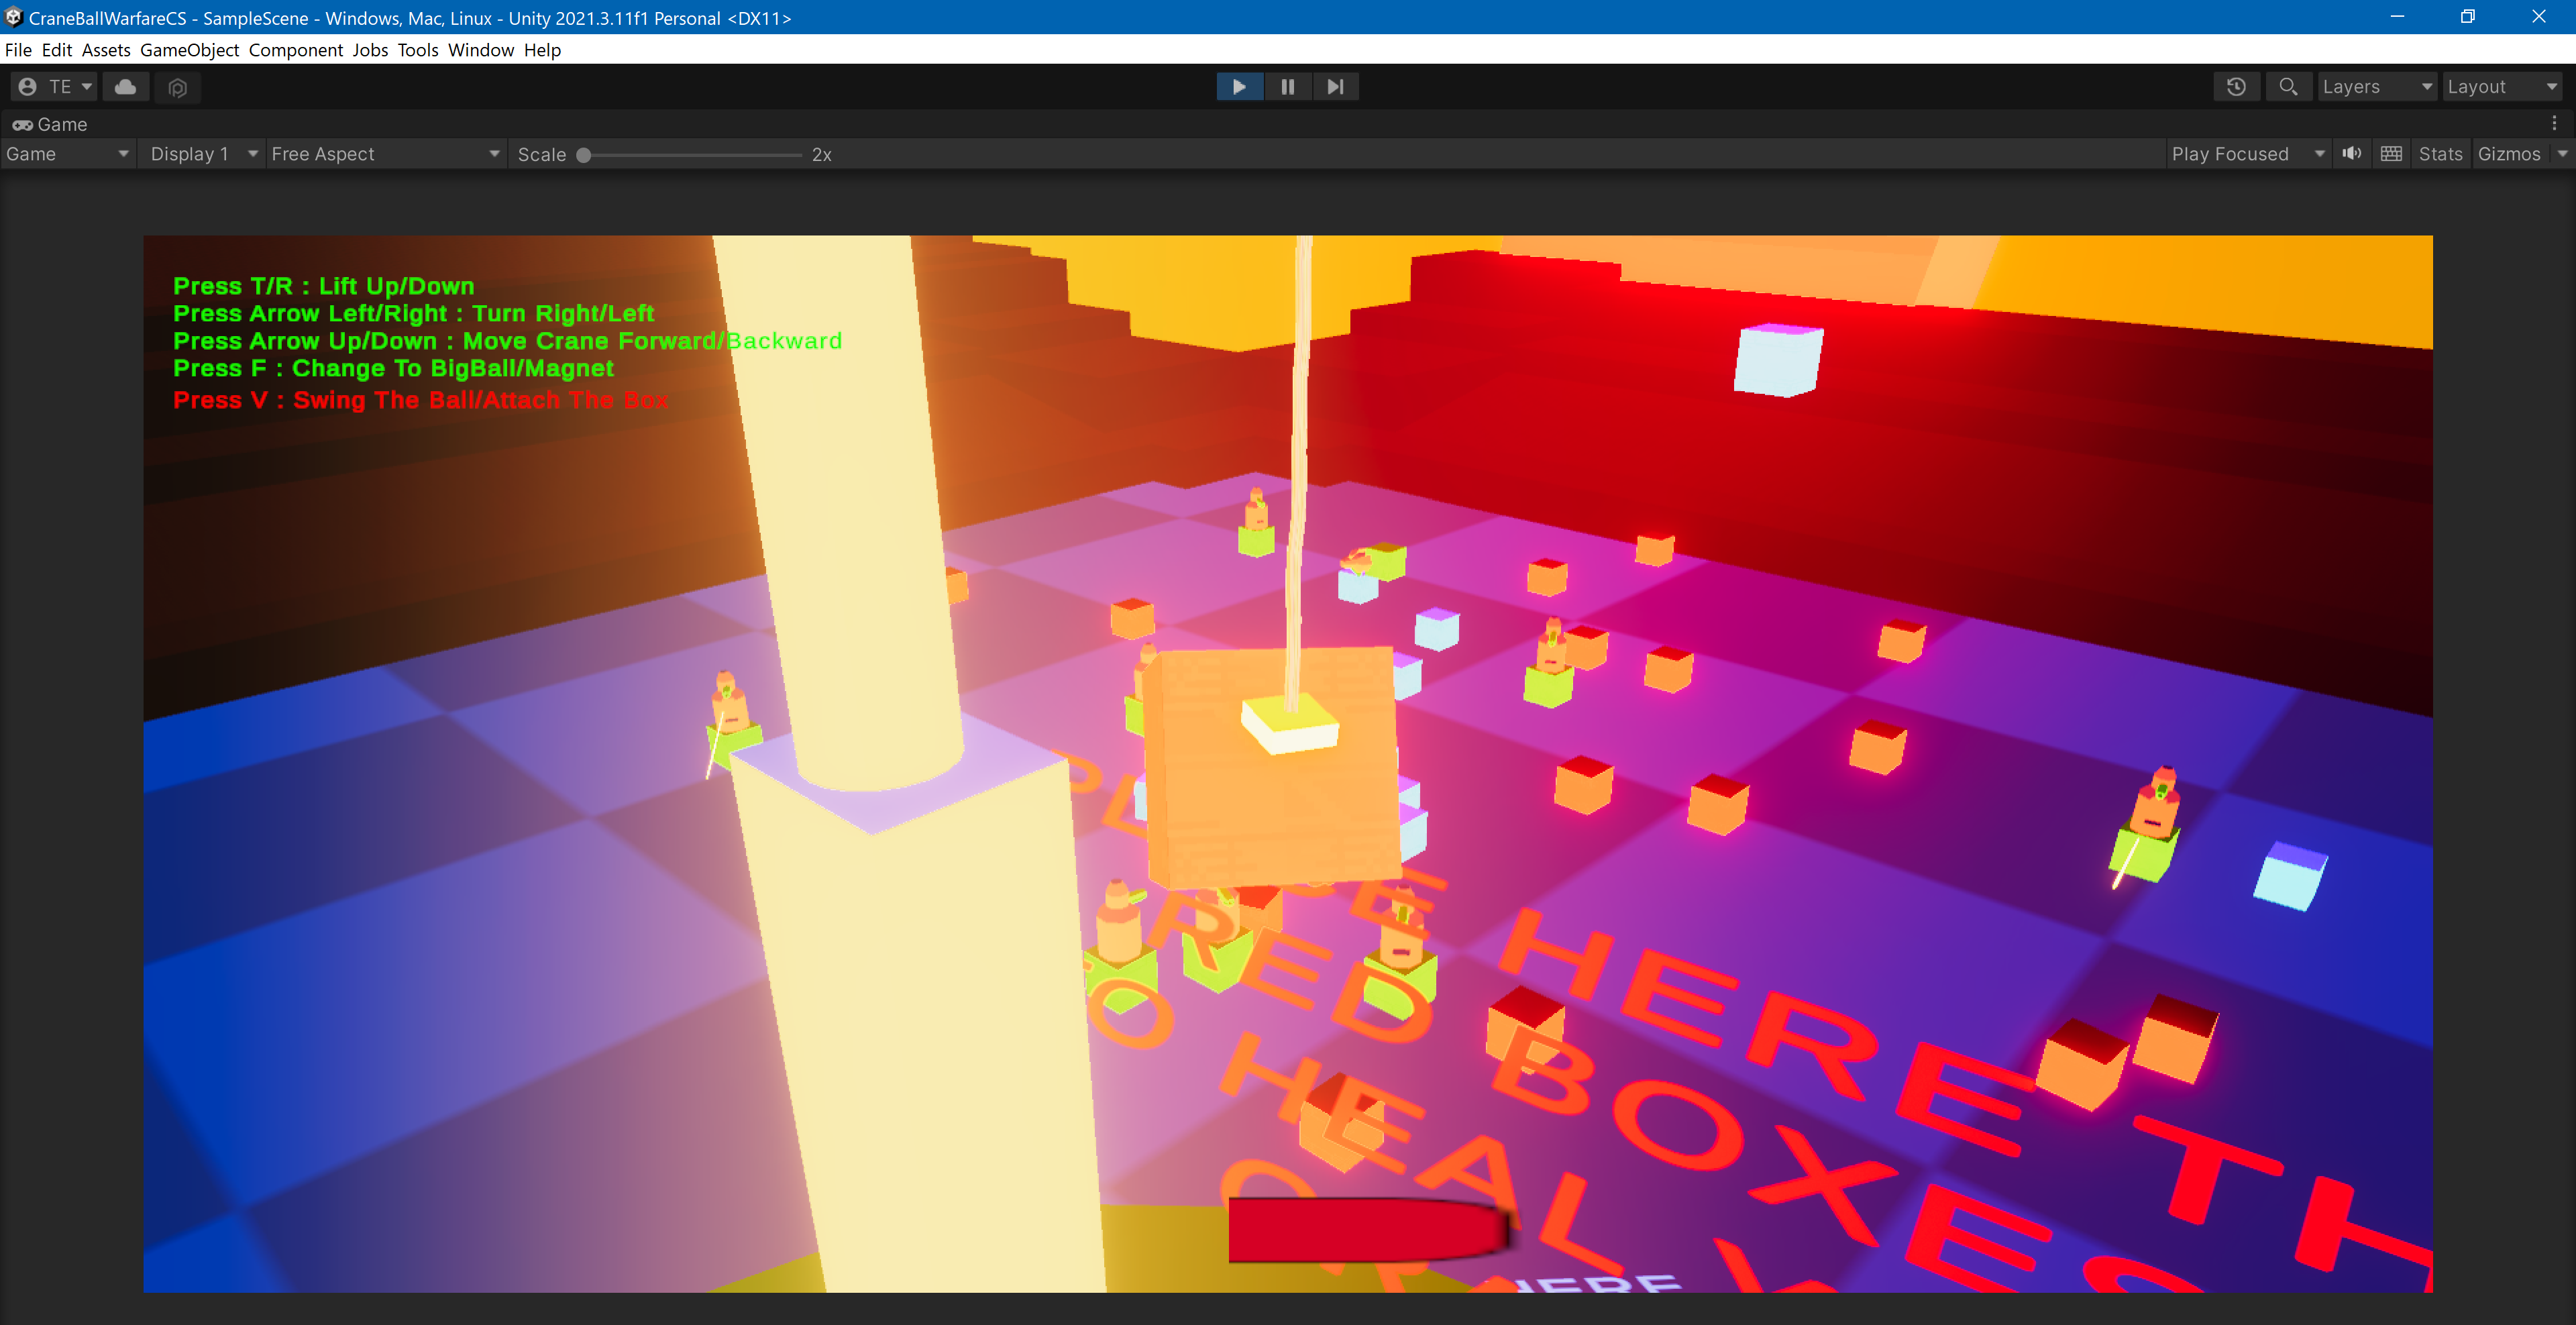 CraneBallWarfareCS - SampleScene - Windows, Mac, Linux - Unity 2021.3.11f1 Personal <DX11>
File Edit Assets GameObject Component Jobs Tools Window Help
TE
Layers
Layout
Game
Game
Display 1
Free Aspect
Scale
2x
Play Focused
Stats
Gizmos
Press T/R : Lift Up/Down
Press Arrow Left/Right : Turn Right/Left
Press Arrow Up/Down : Move Crane Forward/Backward
Press F : Change To BigBall/Magnet
Press V : Swing The Ball/Attach The Box
HERE TH
RED BOXES
O HEAL
HERE